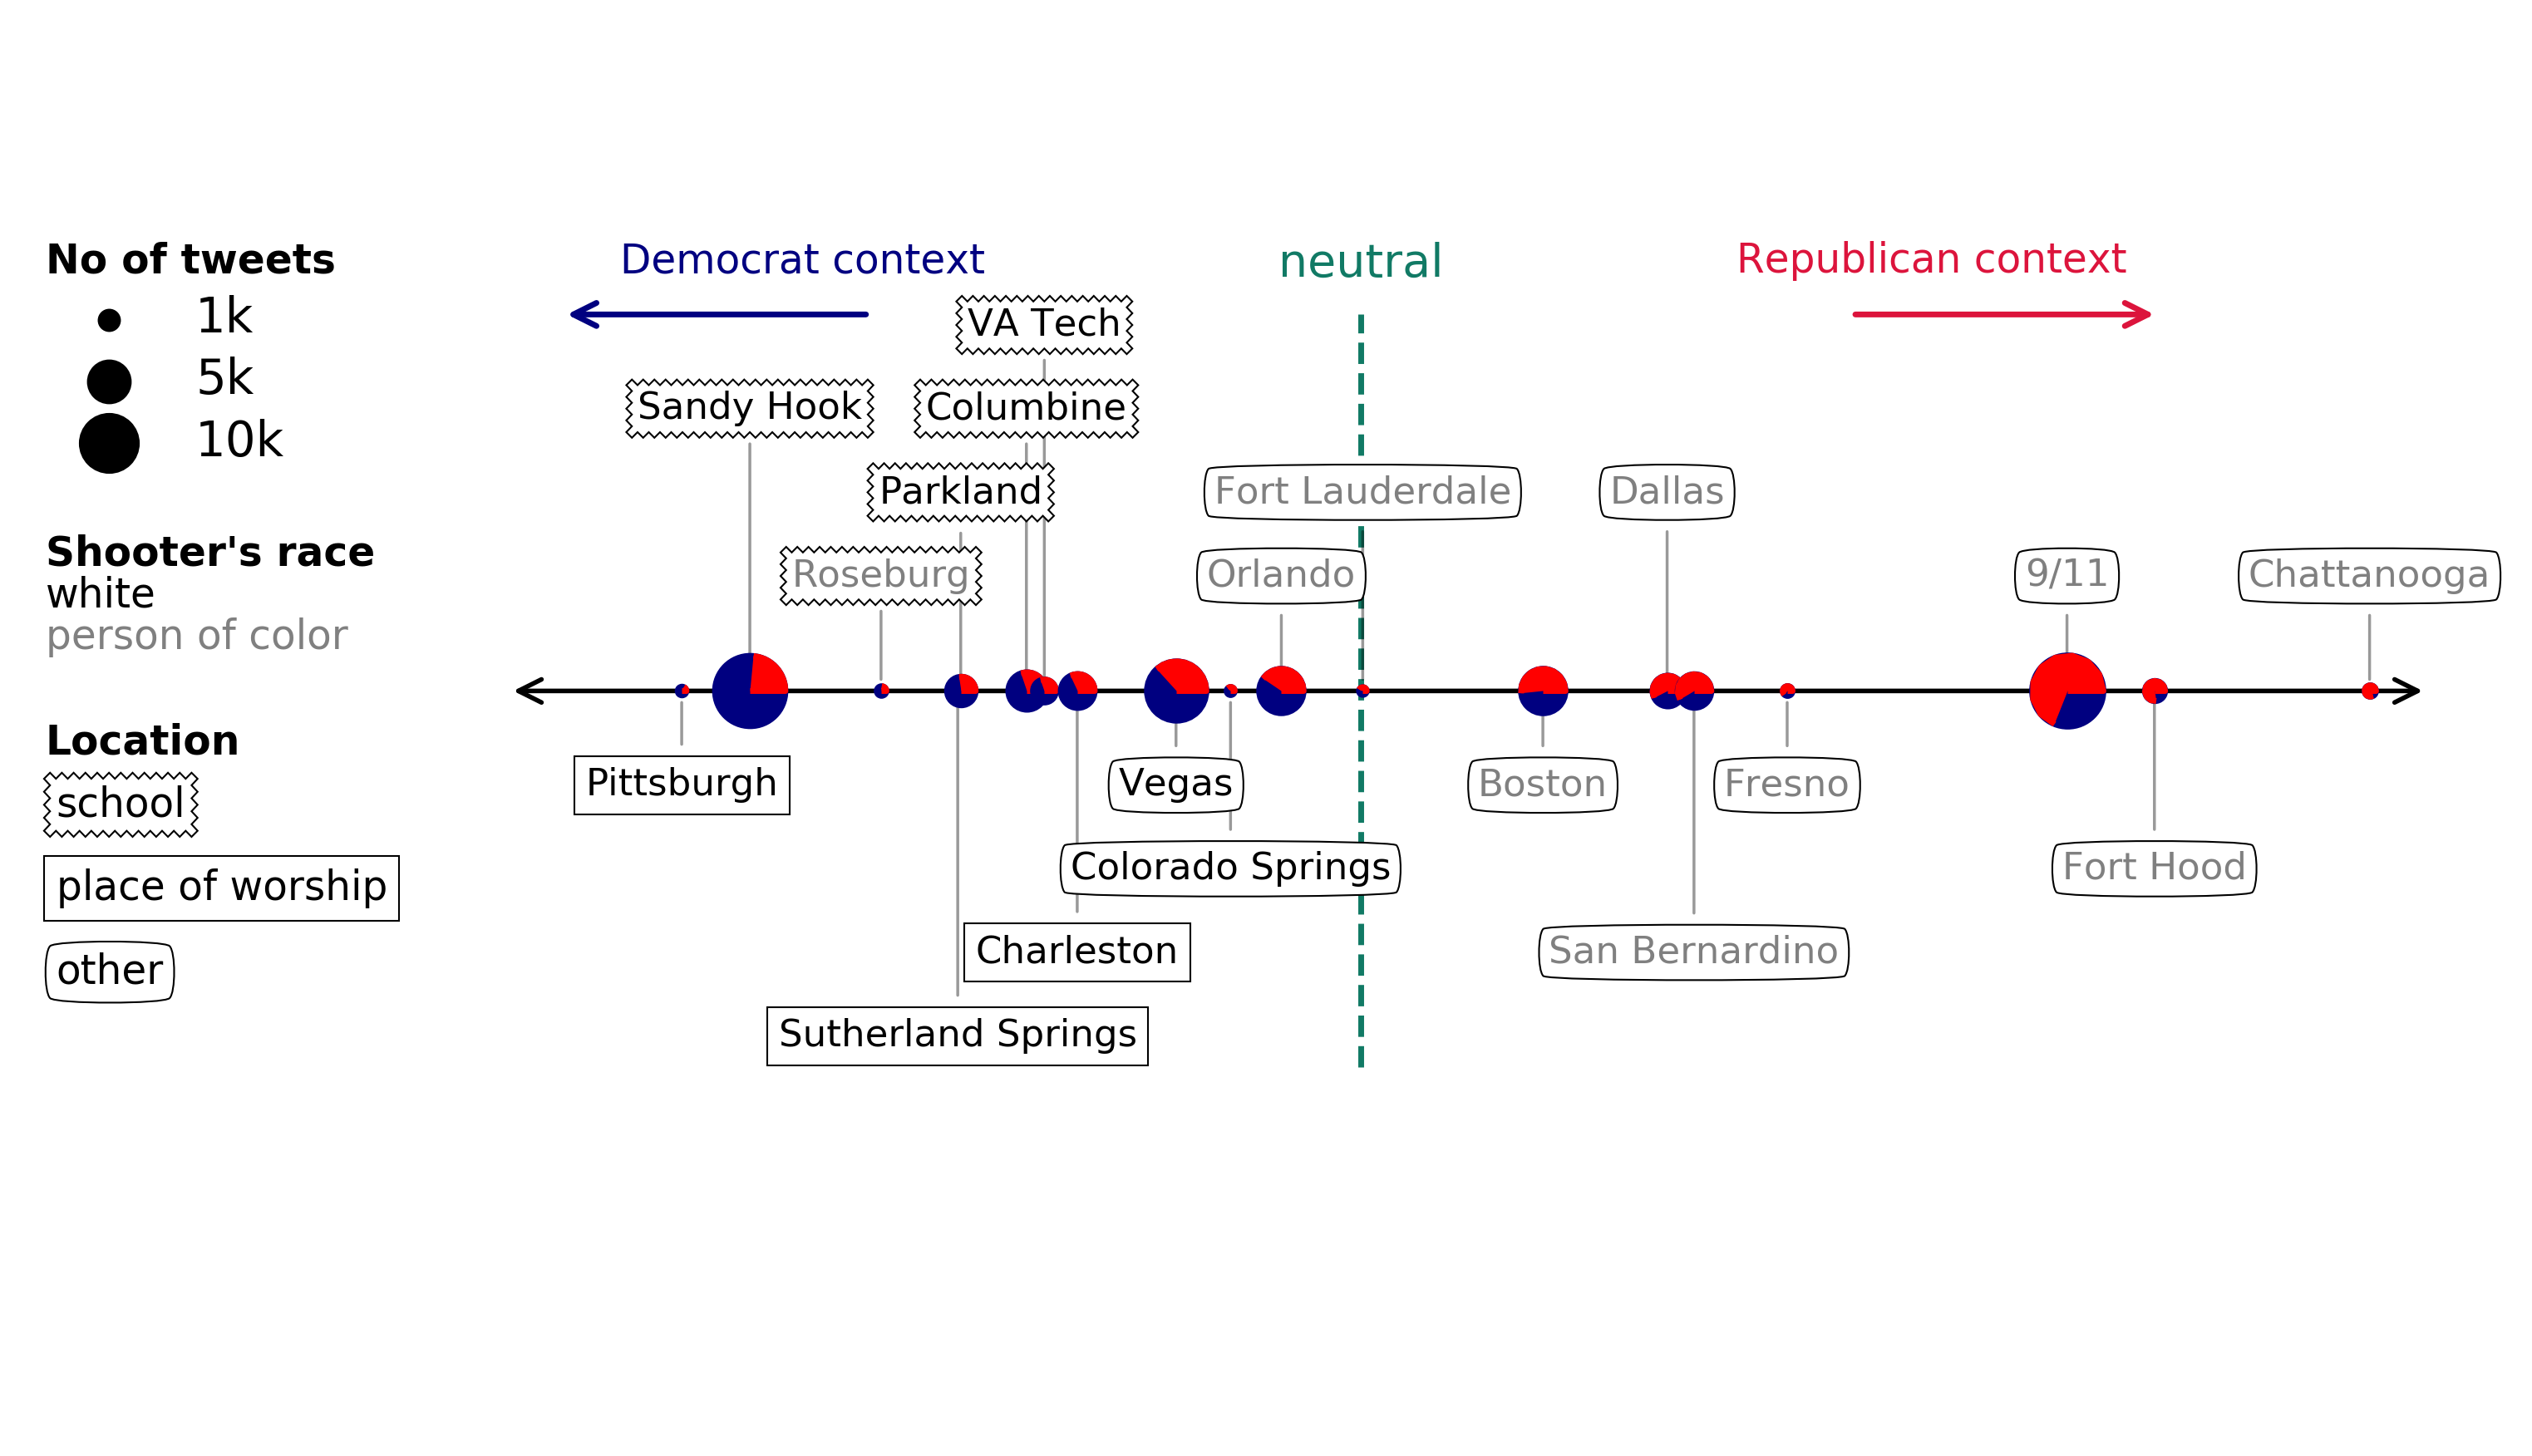 No of tweets
1k
5k
10k
Shooter's race
white
person of color
Location
school
place of worship
other
Democrat context
neutral
Republican context
VA Tech
Sandy Hook
Columbine
Parkland
Fort Lauderdale
Dallas
Roseburg
Orlando
9/11
Chattanooga
Pittsburgh
Vegas
Boston
Fresno
Colorado Springs
Fort Hood
Charleston
San Bernardino
Sutherland Springs